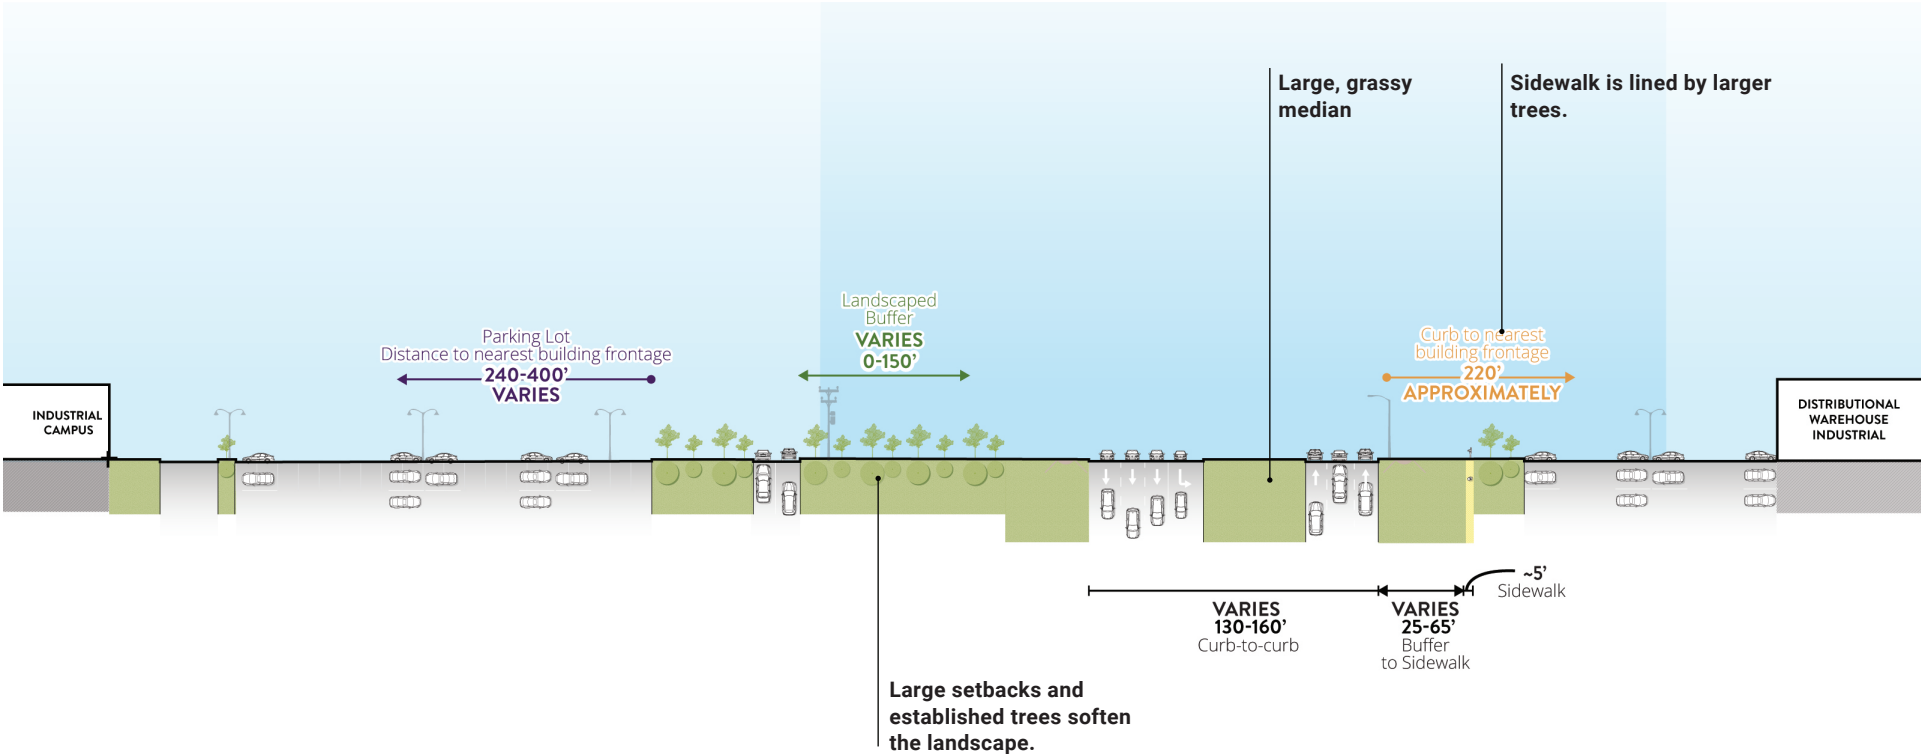 Large, grassy
median
Sidewalk is lined by larger
trees.
Landscaped
Buffer
VARIES
0-150’
Parking Lot
Distance to nearest building frontage
240-400’
VARIES
Curb to nearest
building frontage
220’
APPROXIMATELY
INDUSTRIAL
CAMPUS
DISTRIBUTIONAL
WAREHOUSE
INDUSTRIAL
~5’
Sidewalk
VARIES
130-160’
Curb-to-curb
VARIES
25-65’
Buffer
to Sidewalk
Large setbacks and
established trees soften
the landscape.